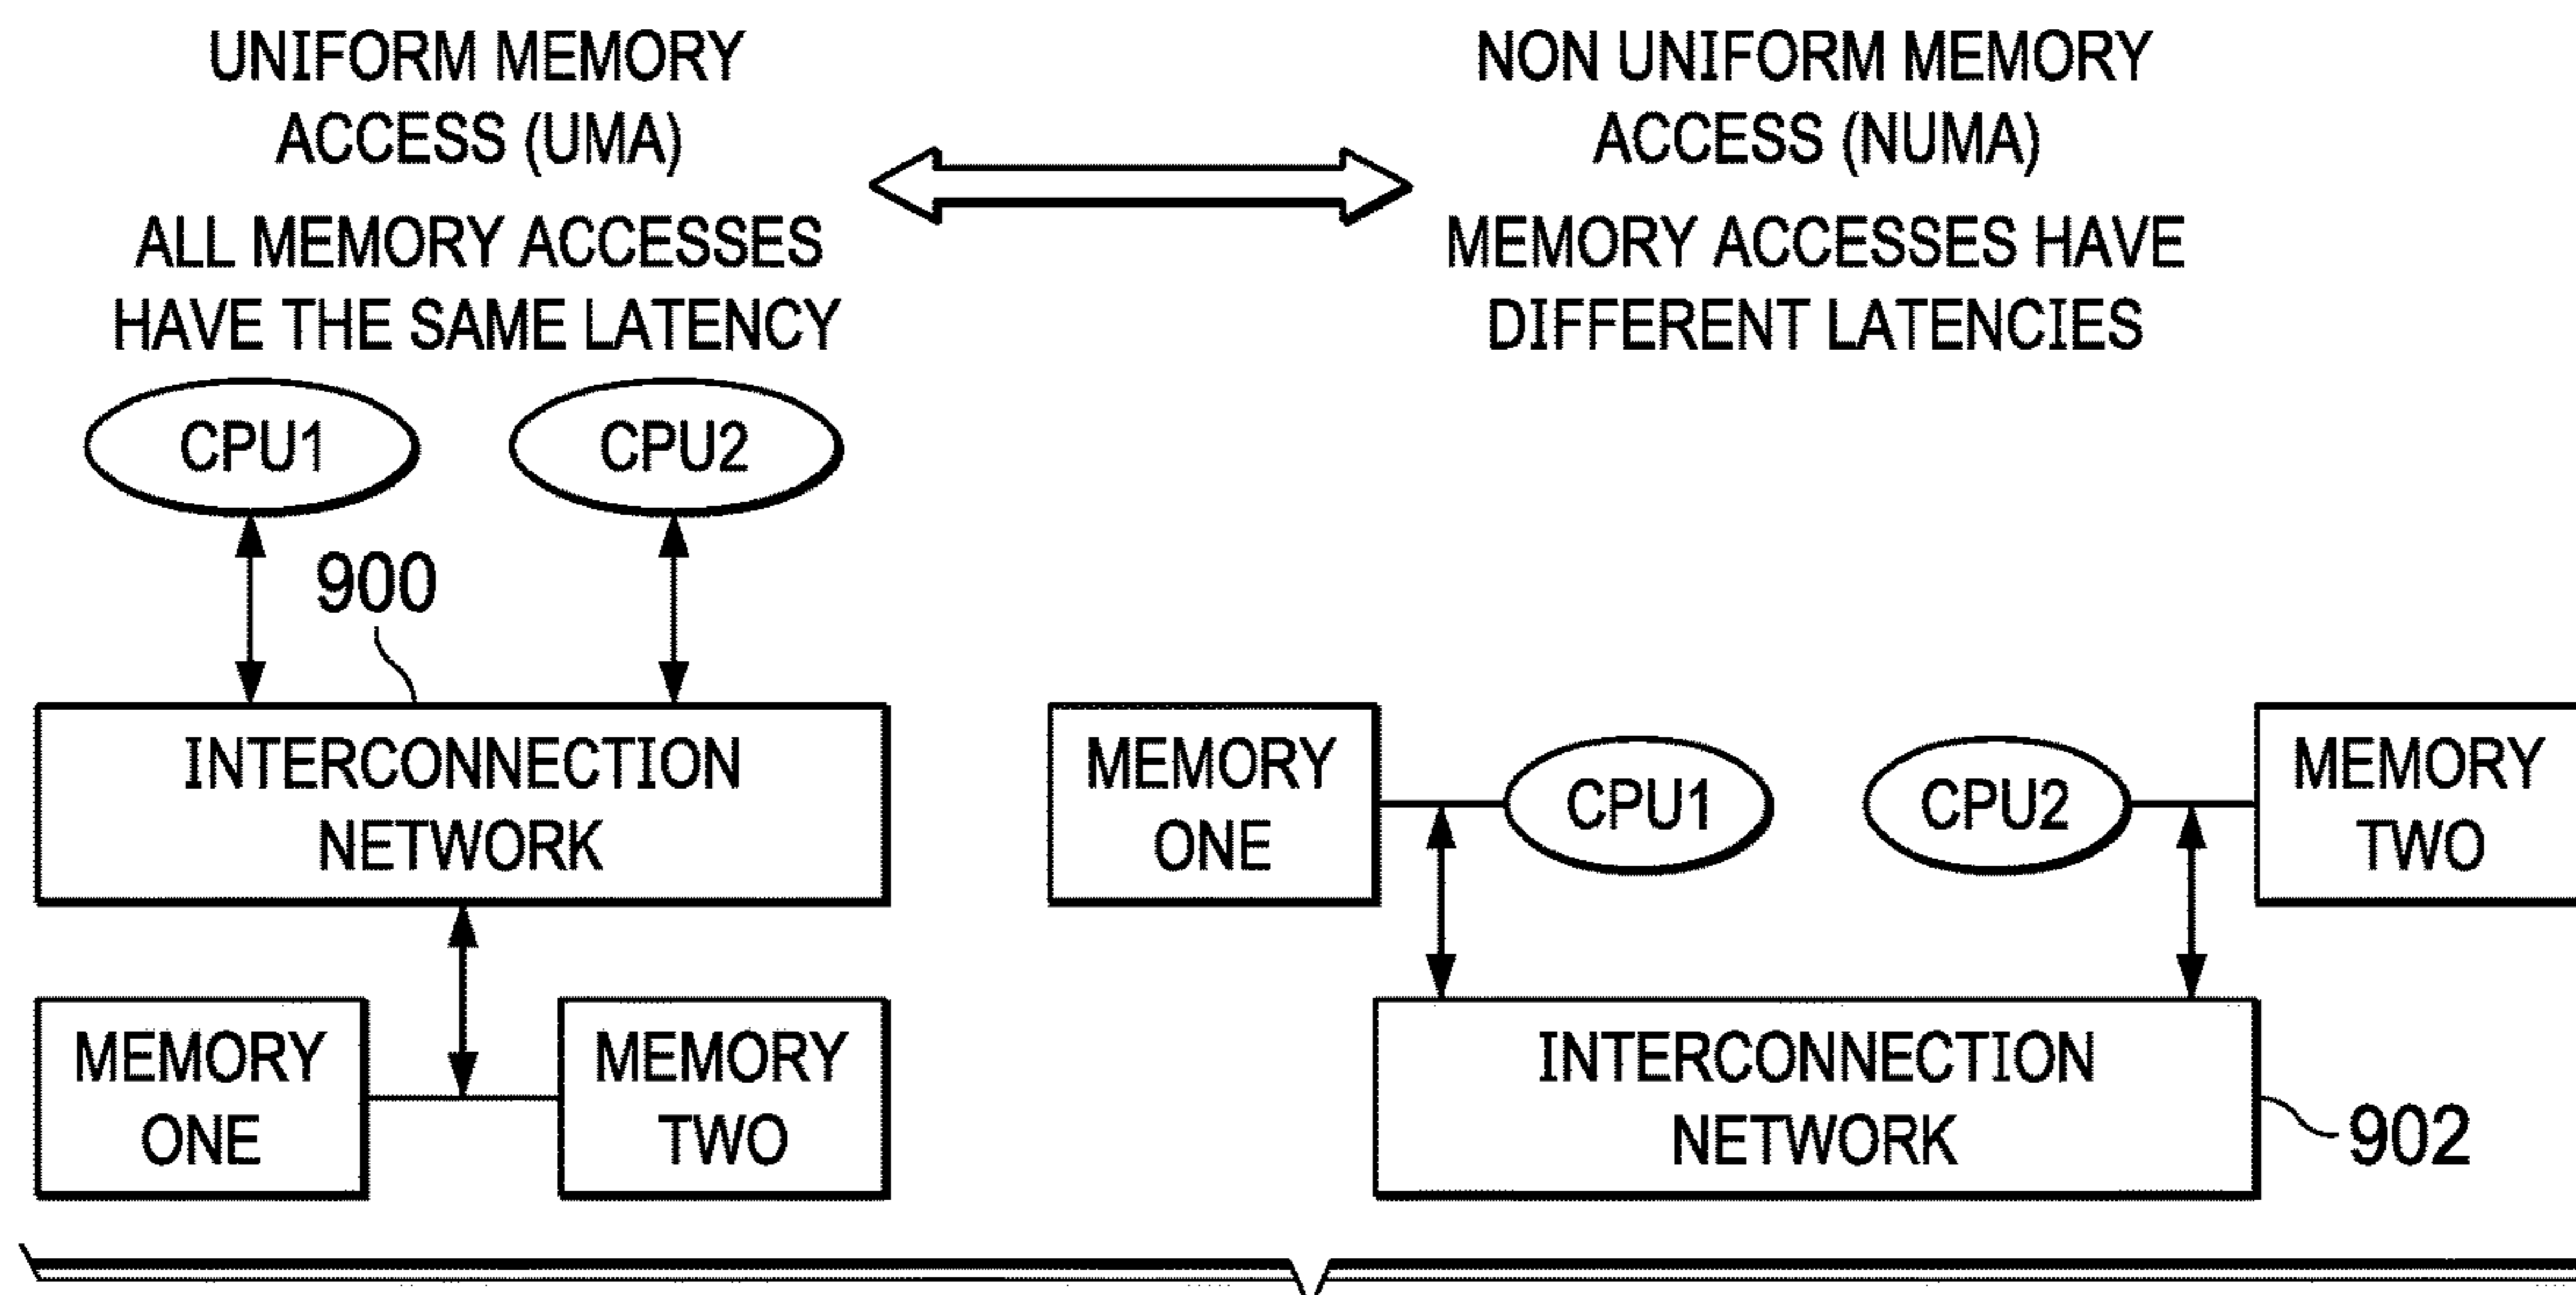 UNIFORM MEMORY
ACCESS (UMA)
ALL MEMORY ACCESSES
HAVE THE SAME LATENCY
NON UNIFORM MEMORY
ACCESS (NUMA)
MEMORY ACCESSES HAVE
DIFFERENT LATENCIES
CPU1
CPU2
900
INTERCONNECTION
NETWORK
MEMORY
ONE
MEMORY
TWO
MEMORY
ONE
CPU1
CPU2
MEMORY
TWO
INTERCONNECTION
NETWORK
902